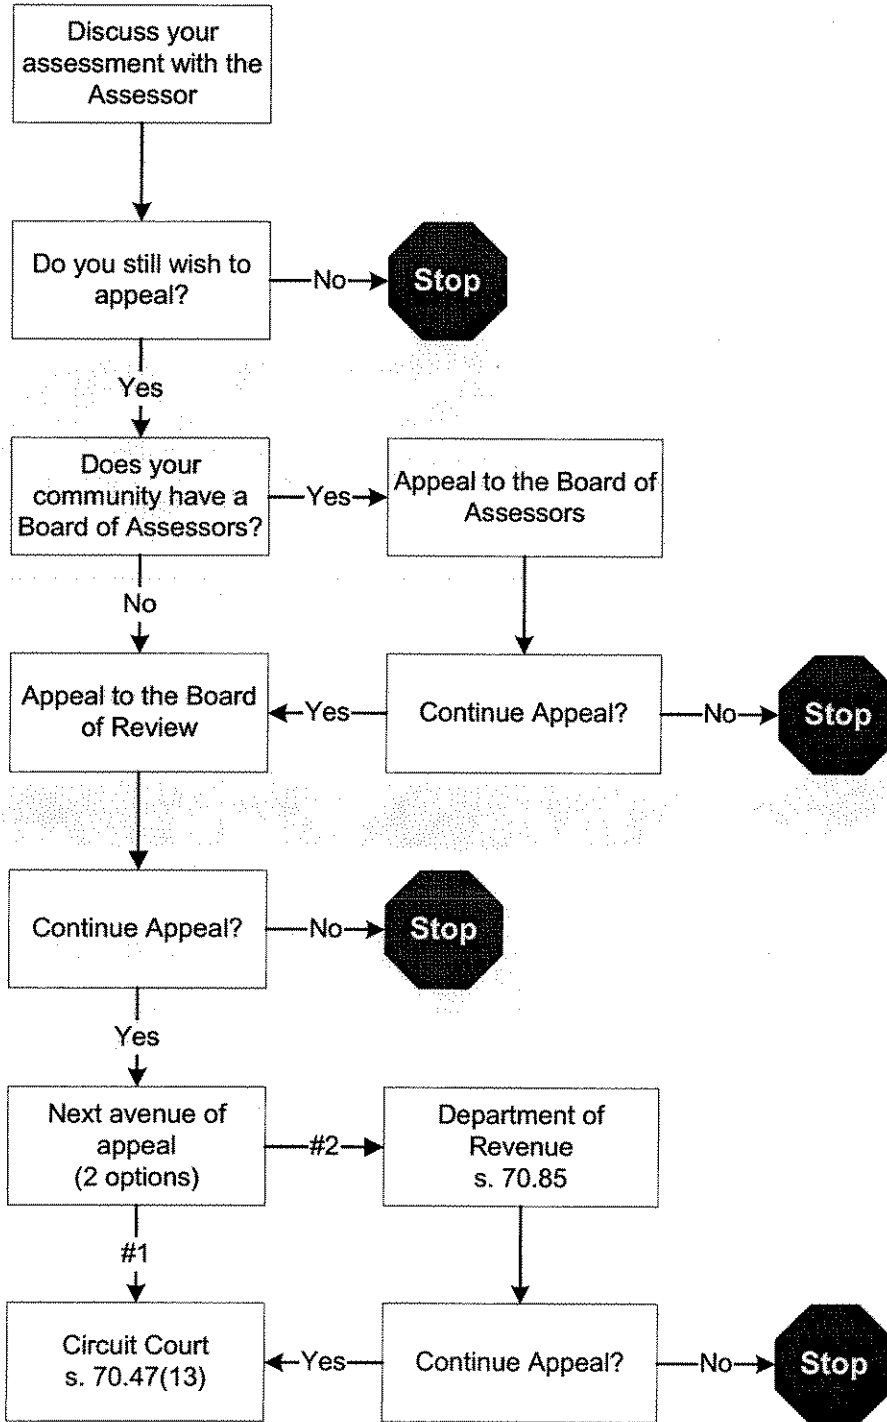 Discuss your
assessment with the
Assessor
Do you still wish to
appeal?
No
Stop
Yes
Does your
community have a
Board of Assessors?
Yes
Appeal to the Board of
Assessors
No
Appeal to the Board
of Review
Yes
Continue Appeal?
No
Stop
Continue Appeal?
No
Stop
Yes
Next avenue of
appeal
(2 options)
#2
Department of
Revenue
s. 70.85
#1
Circuit Court
s. 70.47(13)
Yes
Continue Appeal?
No
Stop